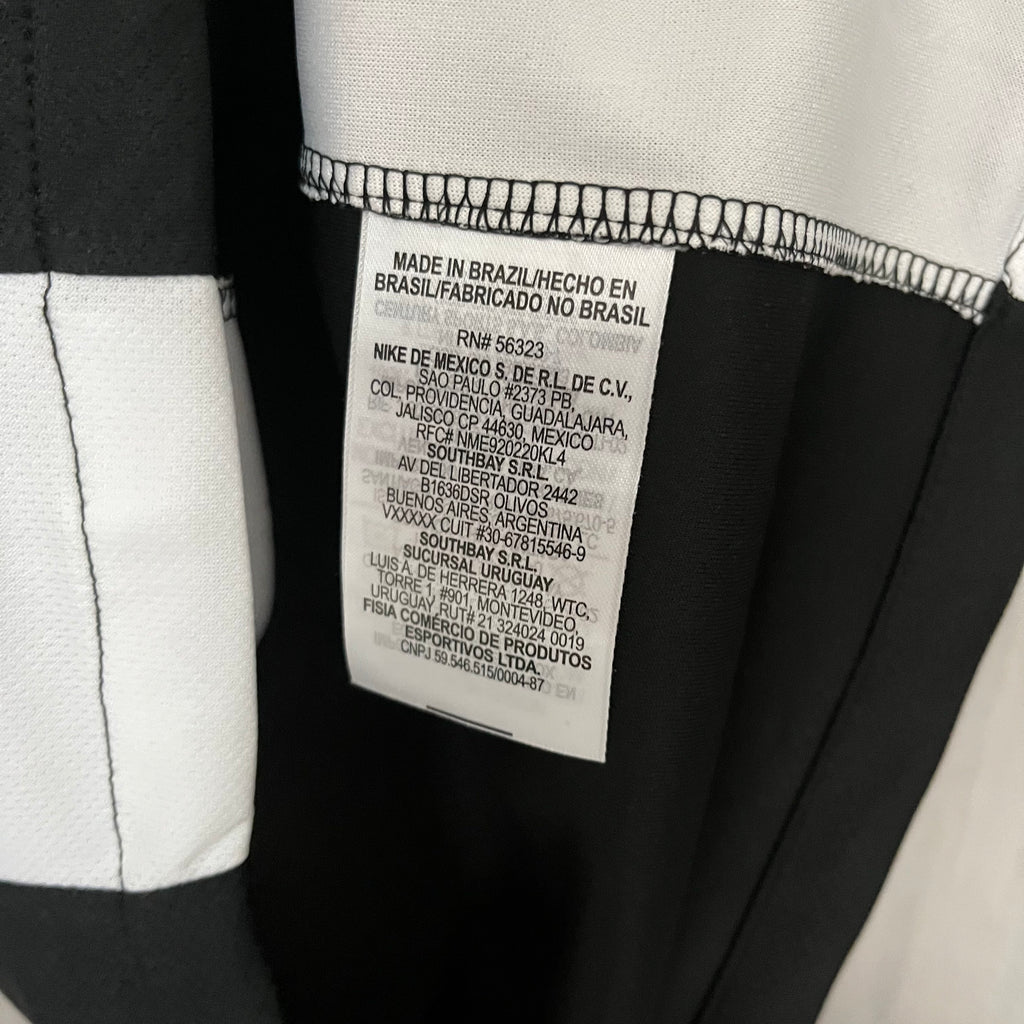 MADE IN BRAZIL/HECHO EN
BRASIL/FABRICADO NO BRASIL
RN# 56323
NIKE DE MEXICO S. DE R.L. DE C.V.,
SAO PAULO #2373 PB,
COL. PROVIDENCIA, GUADALAJARA,
JALISCO CP 44630, MEXICO
RFC# NME920220KL4
SOUTHBAY S.R.L.
AV DEL LIBERTADOR 2442
B1636DSR OLIVOS
BUENOS AIRES, ARGENTINA
VXXXXX CUIT #30-67815546-9
SOUTHBAY S.R.L.
SUCURSAL URUGUAY
LUIS A. DE HERRERA 1248, WTC,
TORRE 1, #901, MONTEVIDEO,
URUGUAY, RUT# 21 324024 0019
FISIA COMÉRCIO DE PRODUTOS
ESPORTIVOS LTDA.
CNPJ 59.546.515/0004-87